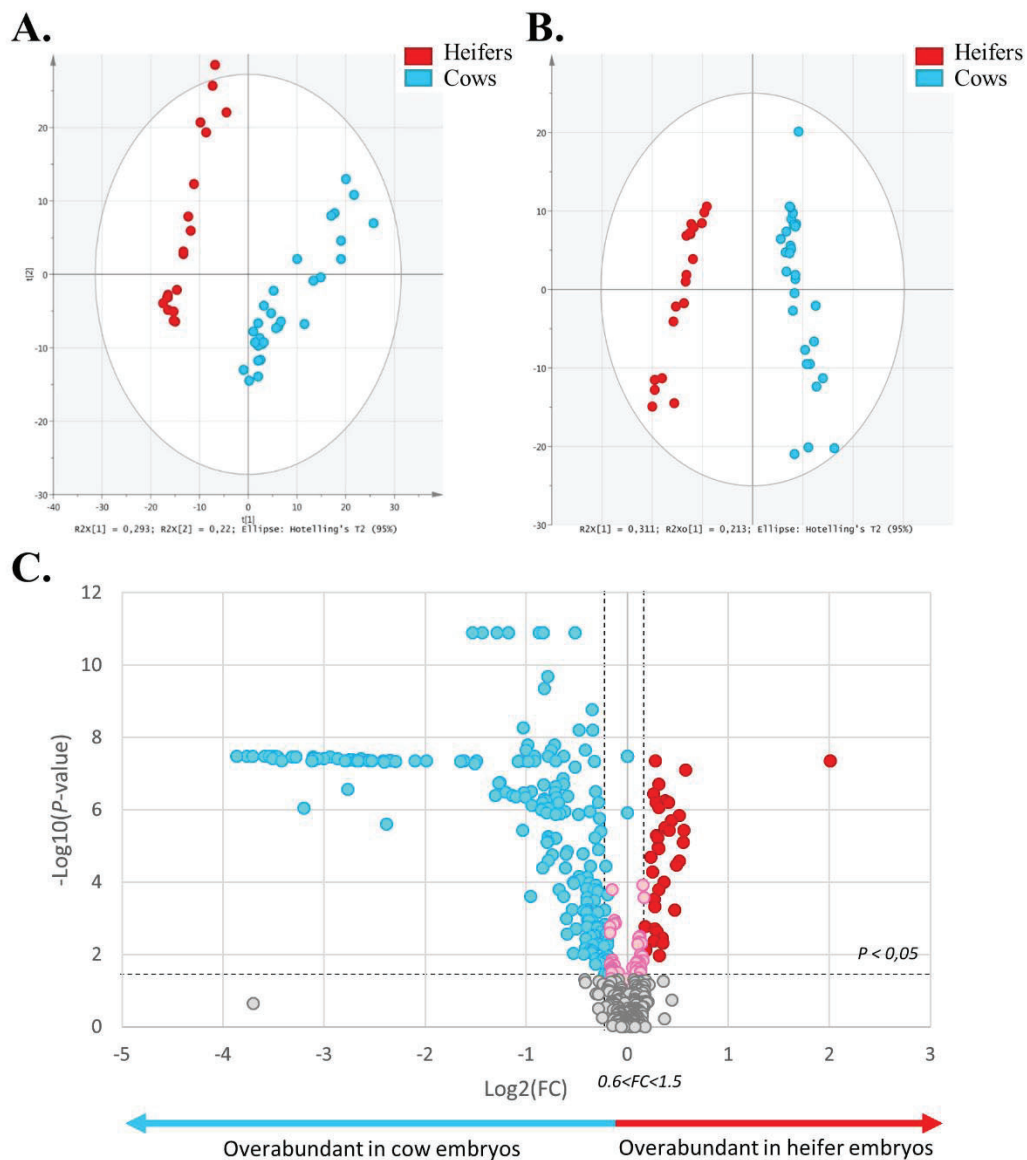 A.
Heifers
Cows
t[2]
20
10
0
-10
-20
-30
-40 -30 -20 -10 0 10 20 30
t[1]
R2X[1] = 0,293; R2X[2] = 0,22; Ellipse: Hotelling's T2 (95%)
B.
Heifers
Cows
20
10
0
-10
-20
-30
R2X[1] = 0,311; R2Xo[1] = 0,213; Ellipse: Hotelling's T2 (95%)
C.
-Log10(P-value)
12
10
8
6
4
2
0
P < 0,05
-5 -4 -3 -2 -1 0 1 2 3
Log2(FC)
0.6<FC<1.5
Overabundant in cow embryos
Overabundant in heifer embryos